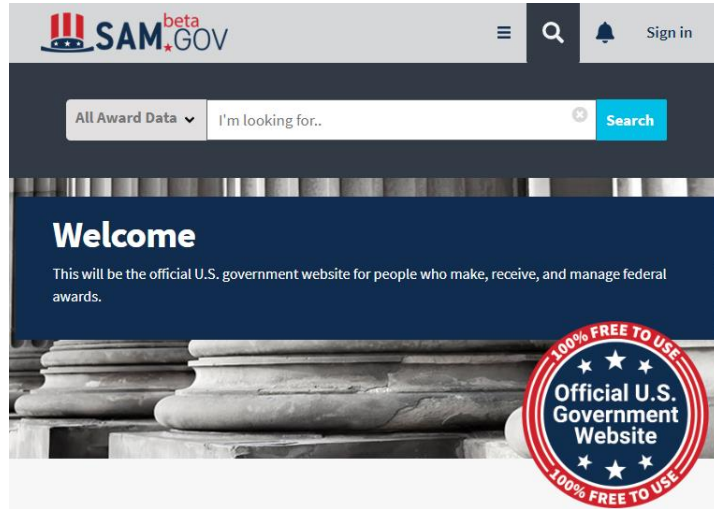 SAM beta .GOV
Sign in
All Award Data
I'm looking for..
Search
Welcome
This will be the official U.S. government website for people who make, receive, and manage federal
awards.
100% FREE TO USE
Official U.S.
Government
Website
100% FREE TO USE